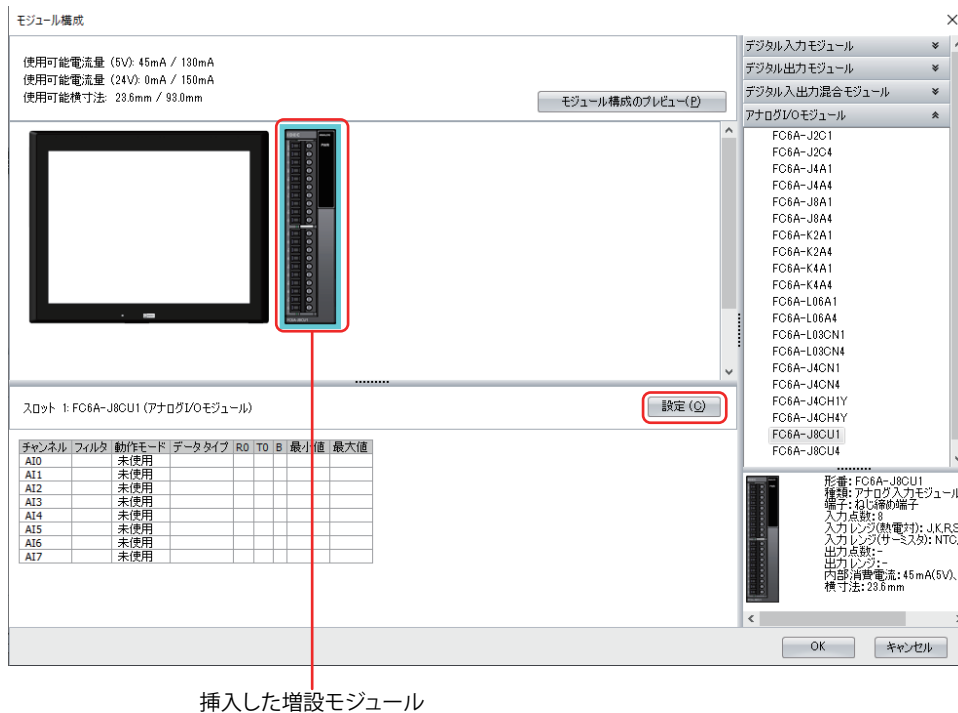 モジュール構成
使用可能電流量 (5V): 45mA / 130mA
使用可能電流量 (24V): 0mA / 150mA
使用可能横寸法: 23.6mm / 93.0mm
モジュール構成のプレビュー(P)
スロット 1: FC6A-J8CU1 (アナログI/Oモジュール)
設定 (C)
チャンネル フィルタ 動作モード データタイプ R0 T0 B 最小値 最大値
AI0 未使用
AI1 未使用
AI2 未使用
AI3 未使用
AI4 未使用
AI5 未使用
AI6 未使用
AI7 未使用
デジタル入力モジュール
デジタル出力モジュール
デジタル入出力混合モジュール
アナログI/Oモジュール
FC6A-J2C1
FC6A-J2C4
FC6A-J4A1
FC6A-J4A4
FC6A-J8A1
FC6A-J8A4
FC6A-K2A1
FC6A-K2A4
FC6A-K4A1
FC6A-K4A4
FC6A-L06A1
FC6A-L06A4
FC6A-L03CN1
FC6A-L03CN4
FC6A-J4CN1
FC6A-J4CN4
FC6A-J4CH1Y
FC6A-J4CH4Y
FC6A-J8CU1
FC6A-J8CU4
形番: FC6A-J8CU1
種類: アナログ入力モジュール
端子: ねじ締め端子
入力点数: 8
入力レンジ(熱電対): J,K,R,S
入力レンジ(サーミスタ): NTC,
出力点数: -
出力レンジ: -
内部消費電流: 45mA(5V)、
横寸法: 23.6mm
OK
キャンセル
挿入した増設モジュール